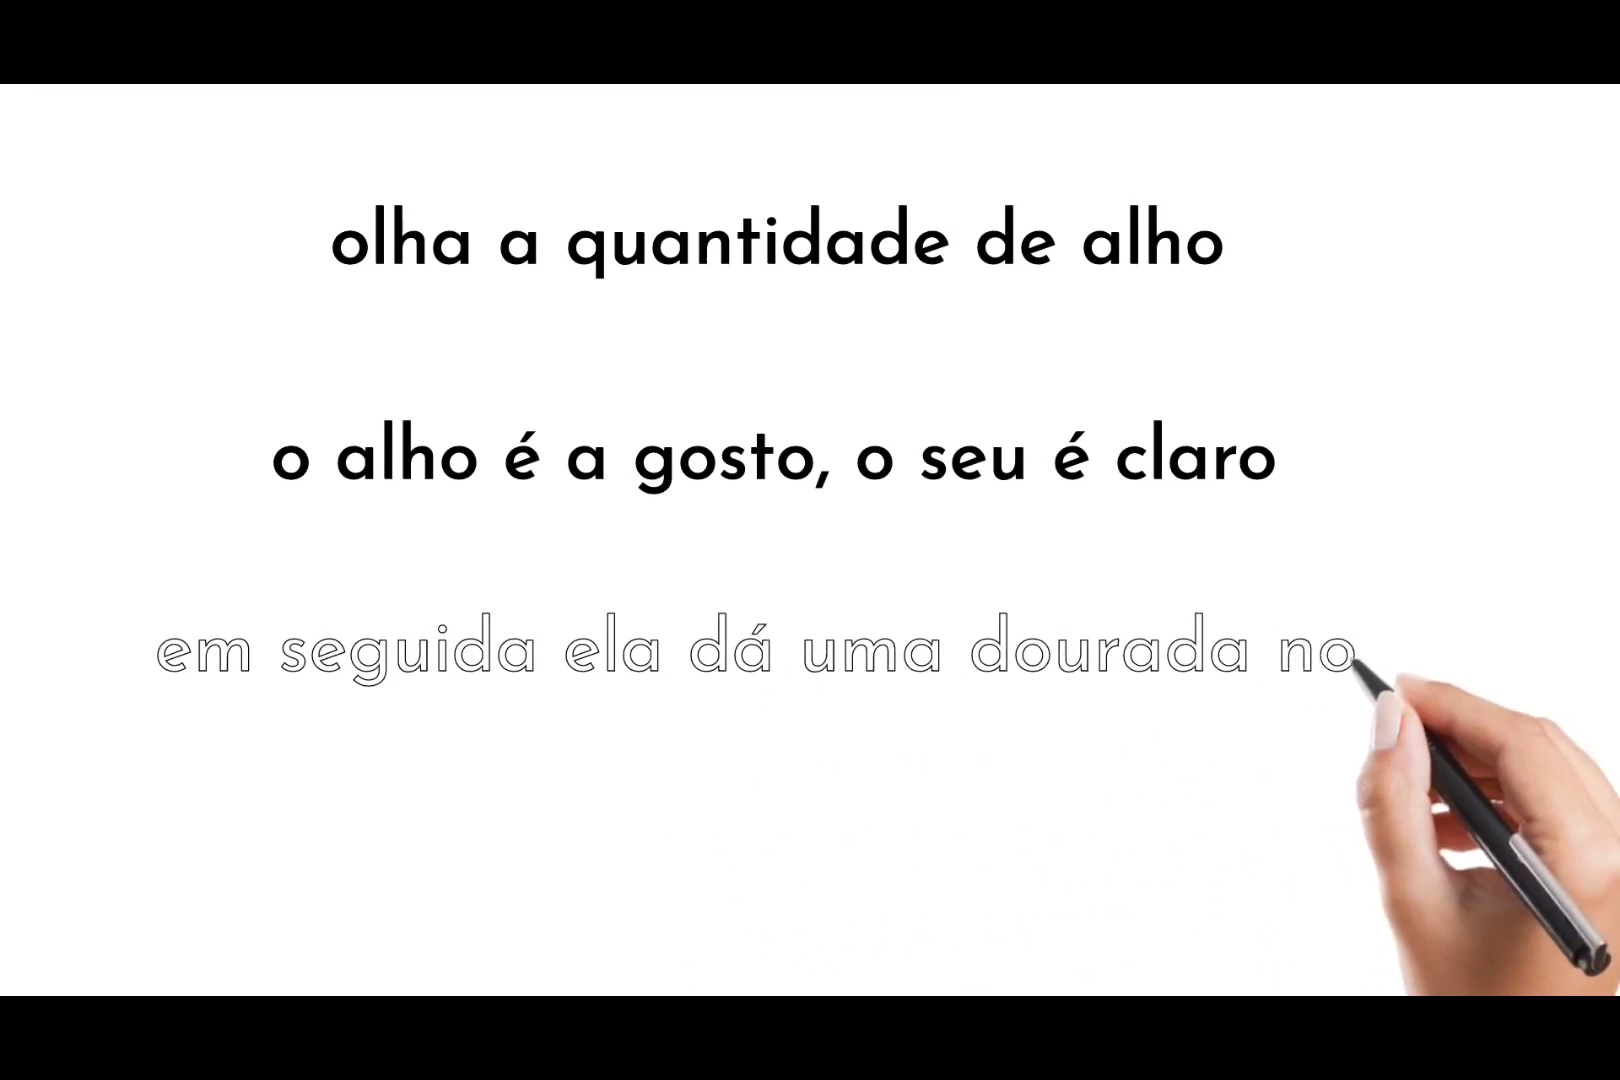 olha a quantidade de alho
o alho é a gosto, o seu é claro
em seguida ela dá uma dourada no